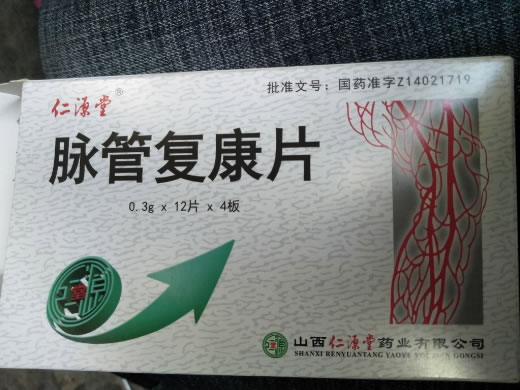 批准文号：国药准字Z14021719
仁源堂®
脉管复康片
0.3g x 12片 x 4板
山西仁源堂药业有限公司
SHANXI RENYUANTANG YAOYE YOUXIAN GONGSI